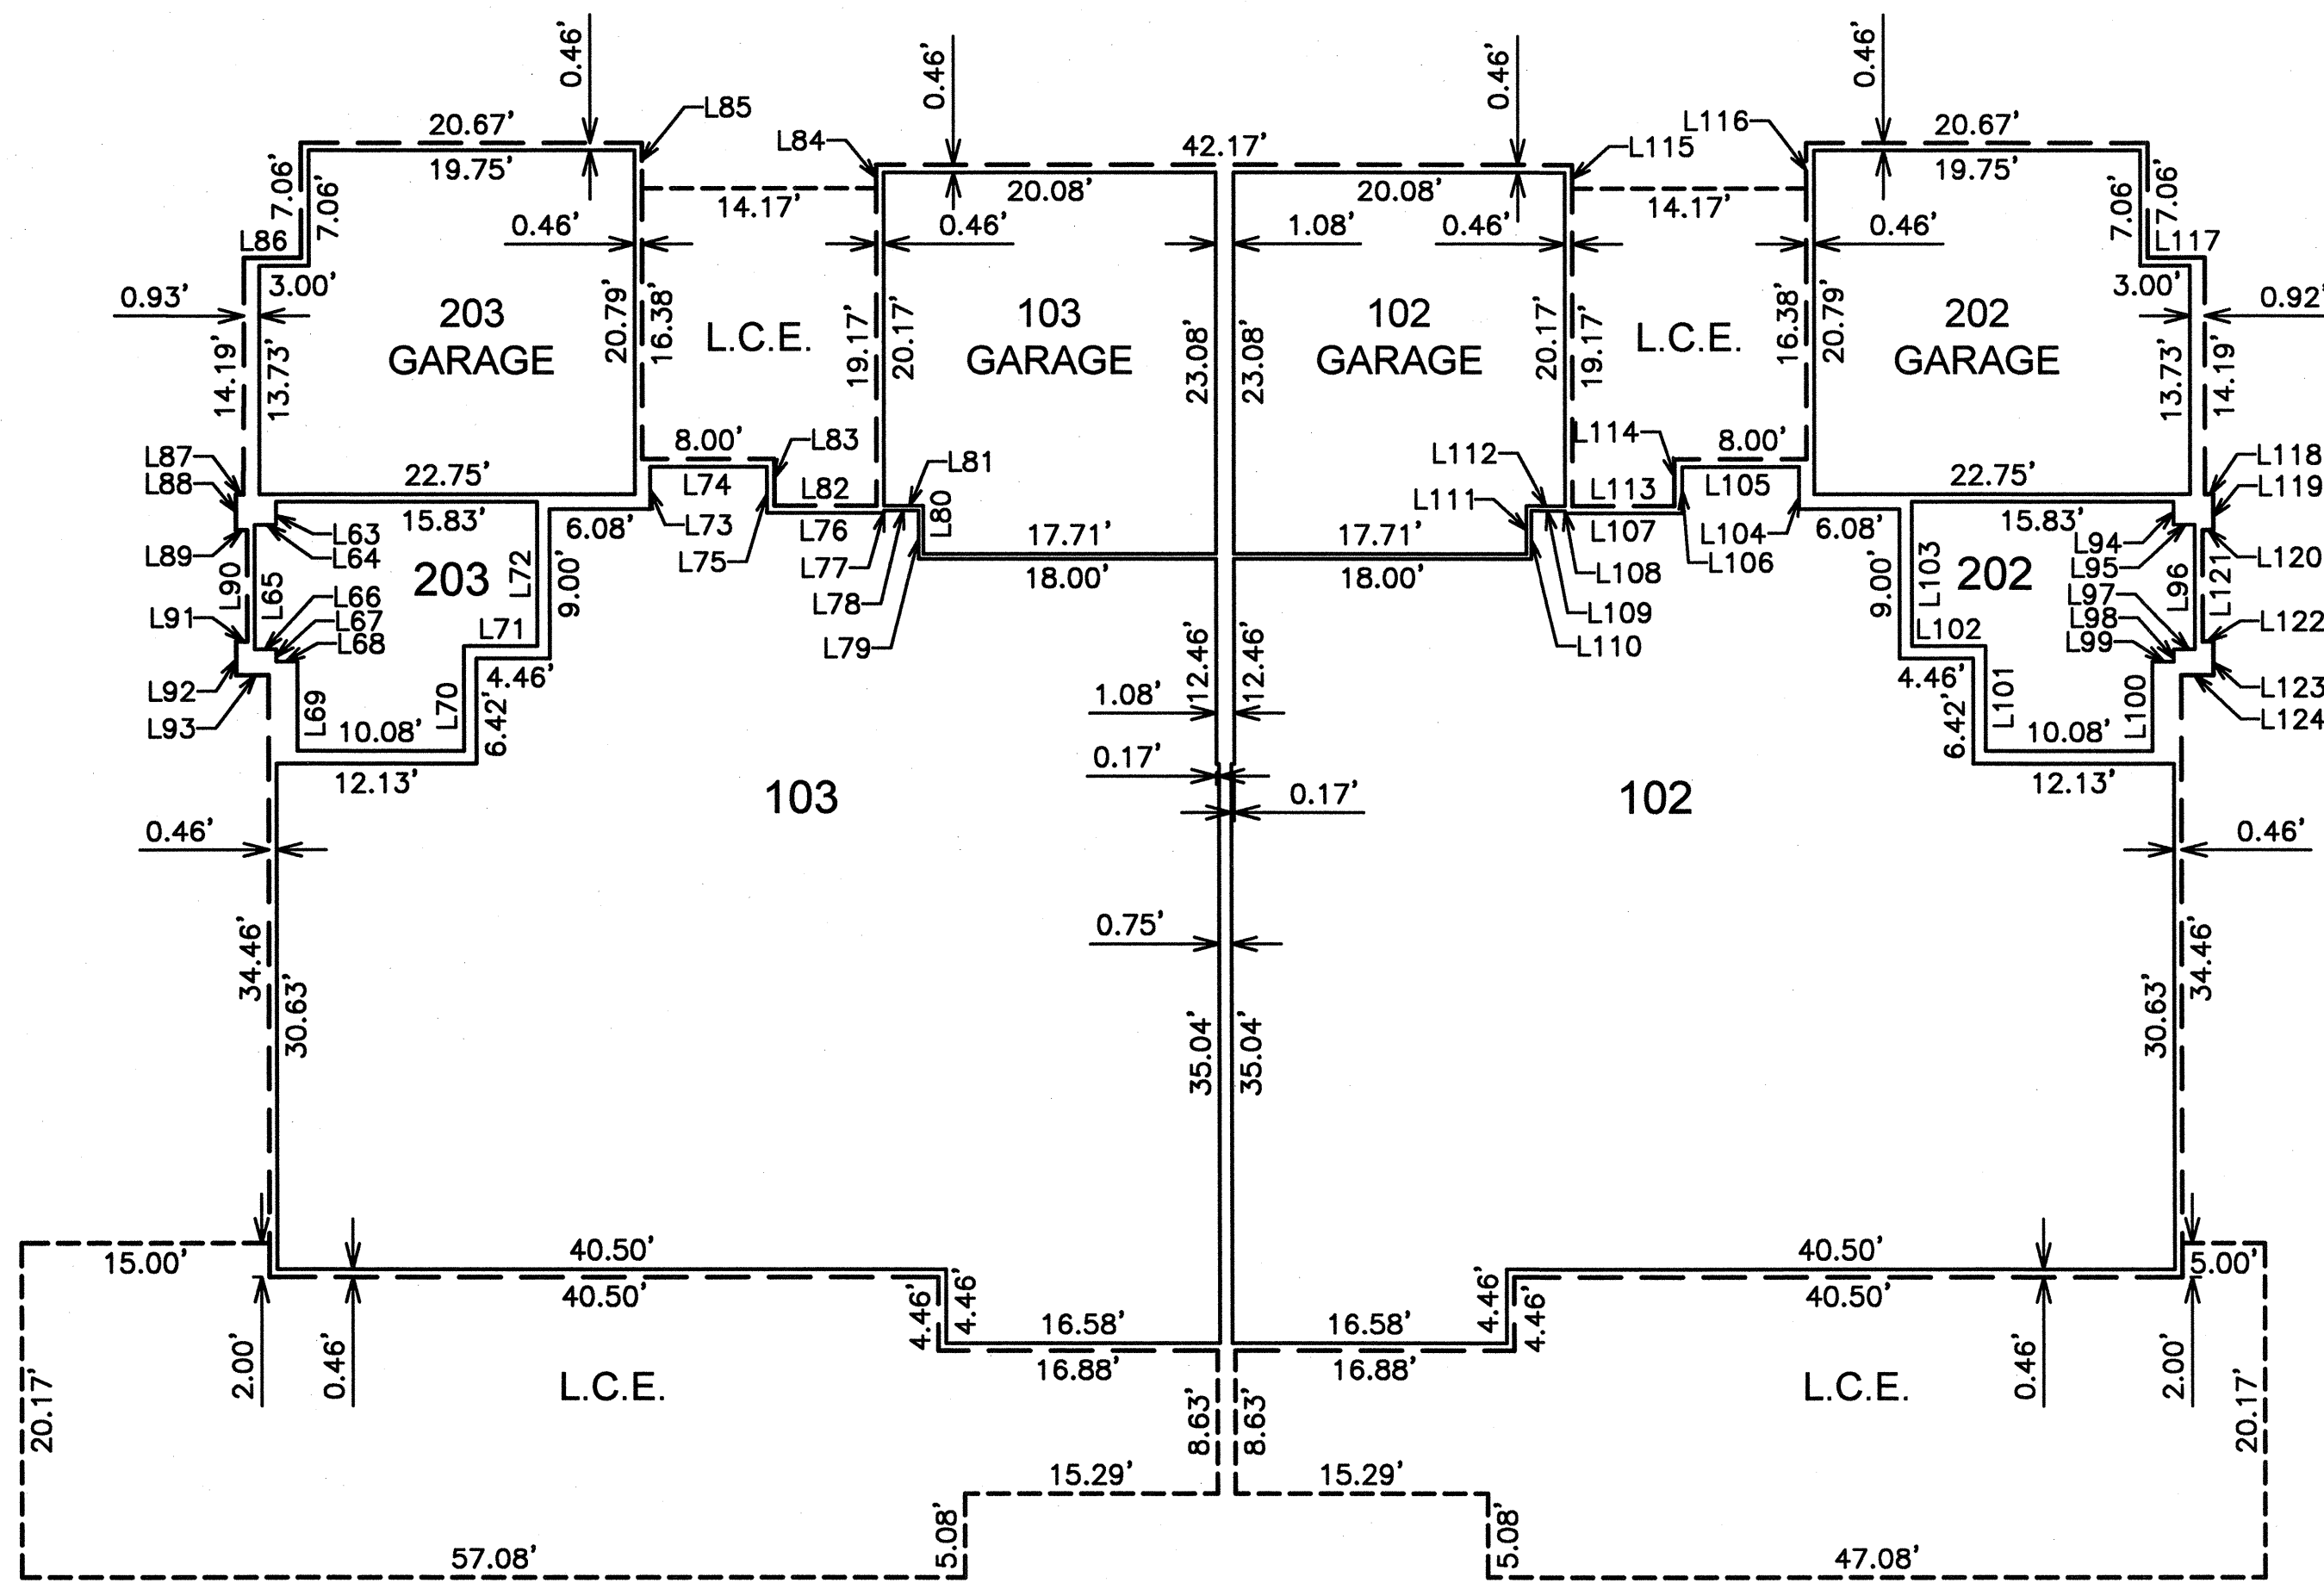 0.46’ 0.46’ 0.46’ 0.46’
20.67’ L85 L84 42.17’ L115 L116 20.67’
19.75’ 20.08’ 20.08’ 19.75’
7.06’ 7.06’ 14.17’ 14.17’ 7.06’ 7.06’
L86 0.46’ 0.46’ 1.08’ 0.46’ 0.46’ L117
0.93’ 3.00’ 3.00’ 0.92’
203 103 102 202
GARAGE L.C.E. GARAGE GARAGE L.C.E. GARAGE
14.19’ 13.73’ 20.79’ 16.38’ 19.17’ 20.17’ 23.08’ 23.08’ 20.17’ 19.17’ 16.38’ 20.79’ 13.73’ 14.19’
L87 8.00’ L83 L114 8.00’ L118
L88 22.75’ L74 L82 L81 L112 L113 L105 22.75’ L119
15.83’ 6.08’ L73 L76 L80 L111 L107 L104 6.08’ 15.83’
L89 L63 L75 L77 17.71’ 17.71’ L108 L106 L94 L120
L64 L95
203 18.00’ 18.00’ 202
L90 L65 L72 9.00’ L78 L109 9.00’ L103 L96 L121
L91 L66 L97 L122
L67 L79 L110 L98
L68 L71 L102 L99
L92 4.46’ 4.46’ L123
L93 L69 L70 6.42’ 1.08’ 12.46’ 12.46’ 6.42’ L101 L100 L124
10.08’ 10.08’
12.13’ 0.17’ 12.13’
103 0.17’ 102
0.46’ 0.46’
0.75’
34.46’ 30.63’ 35.04’ 35.04’ 30.63’ 34.46’
15.00’ 40.50’ 40.50’ 5.00’
40.50’ 4.46’ 4.46’ 4.46’ 4.46’ 40.50’
16.58’ 16.58’
2.00’ 0.46’ 16.88’ 16.88’ 0.46’ 2.00’
L.C.E. L.C.E.
20.17’ 8.63’ 8.63’ 20.17’
15.29’ 15.29’
57.08’ 5.08’ 5.08’ 47.08’